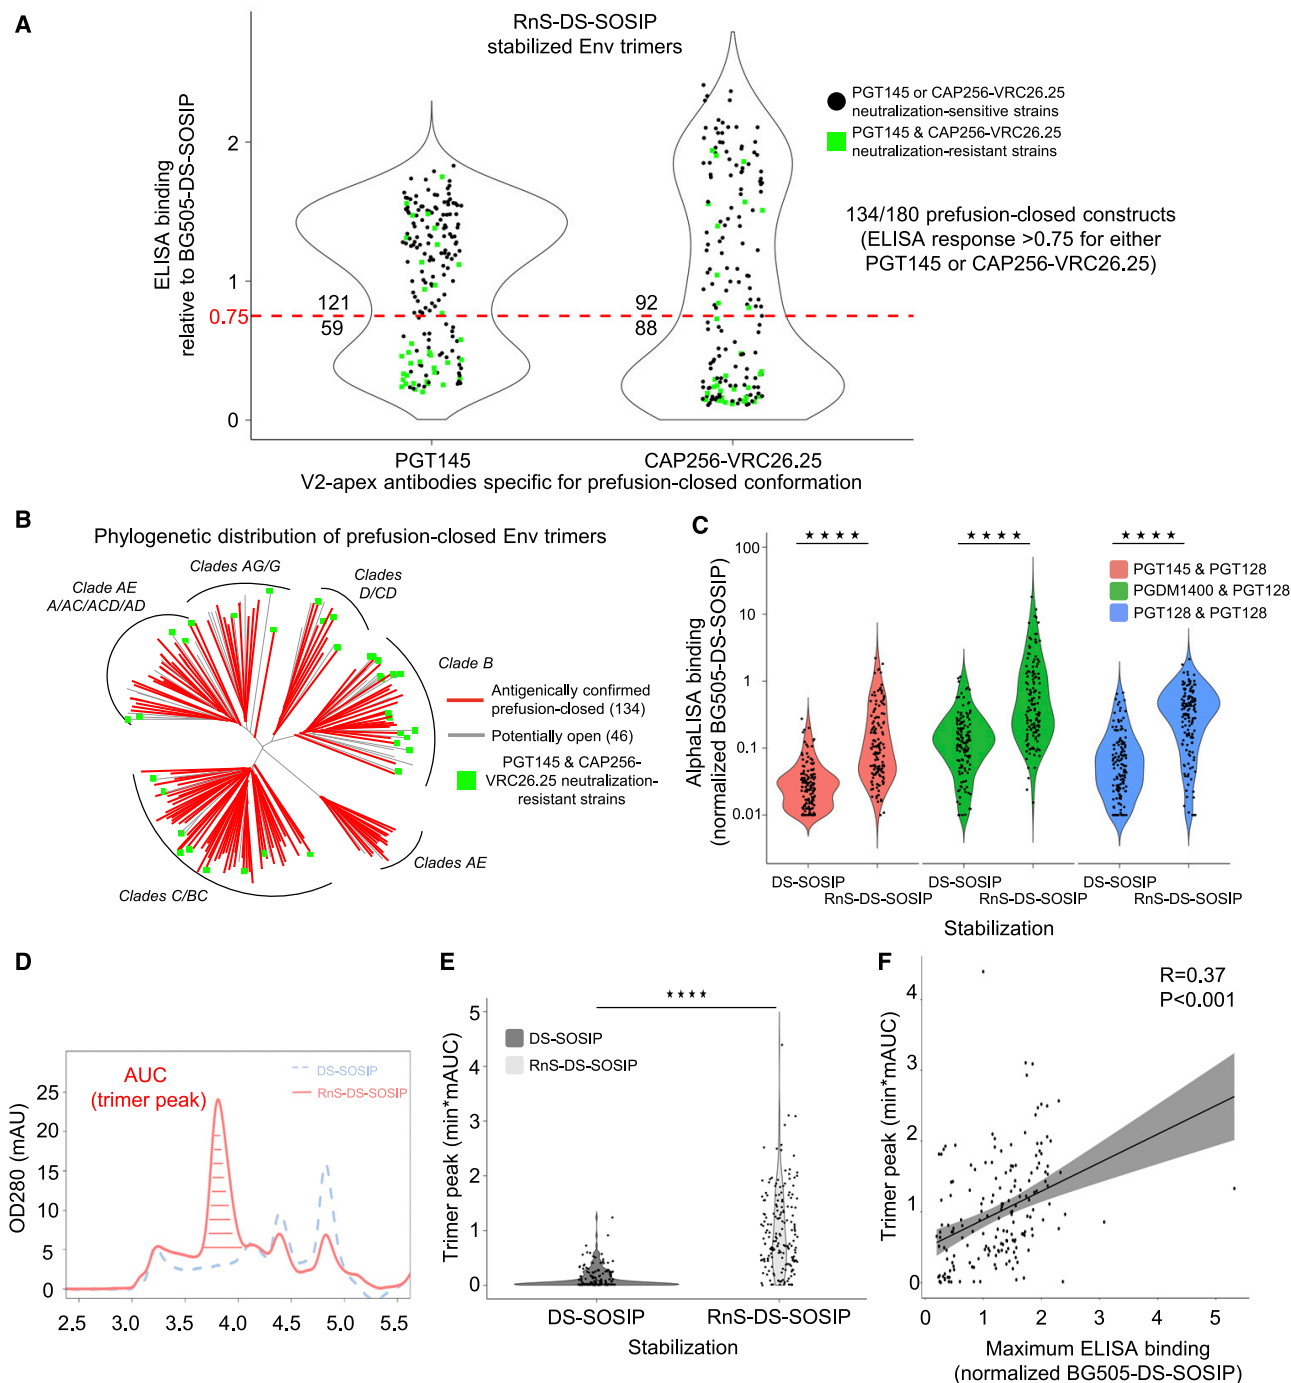 A
RnS-DS-SOSIP
stabilized Env trimers
ELISA binding
relative to BG505-DS-SOSIP
2
1
0.75
0
121
59
92
88
PGT145 or CAP256-VRC26.25
neutralization-sensitive strains
PGT145 & CAP256-VRC26.25
neutralization-resistant strains
134/180 prefusion-closed constructs
(ELISA response >0.75 for either
PGT145 or CAP256-VRC26.25)
PGT145
CAP256-VRC26.25
V2-apex antibodies specific for prefusion-closed conformation
B
Phylogenetic distribution of prefusion-closed Env trimers
Clades AG/G
Clade AE
A/AC/ACD/AD
Clades
D/CD
Clade B
Antigenically confirmed
prefusion-closed (134)
Potentially open (46)
PGT145 & CAP256-
VRC26.25 neutralization-
resistant strains
Clades AE
Clades C/BC
C
AlphaLISA binding
(normalized BG505-DS-SOSIP)
100
10
1
0.1
0.01
★ ★ ★ ★
★ ★ ★ ★
★ ★ ★ ★
PGT145 & PGT128
PGDM1400 & PGT128
PGT128 & PGT128
DS-SOSIP
RnS-DS-SOSIP
DS-SOSIP
RnS-DS-SOSIP
DS-SOSIP
RnS-DS-SOSIP
Stabilization
D
OD280 (mAU)
25
20
15
10
5
0
AUC
(trimer peak)
DS-SOSIP
RnS-DS-SOSIP
2.5
3.0
3.5
4.0
4.5
5.0
5.5
E
Trimer peak (min*mAUC)
5
4
3
2
1
0
★★★★
DS-SOSIP
RnS-DS-SOSIP
DS-SOSIP
RnS-DS-SOSIP
Stabilization
F
Trimer peak (min*mAUC)
4
3
2
1
0
R=0.37
P<0.001
0
1
2
3
4
5
Maximum ELISA binding
(normalized BG505-DS-SOSIP)